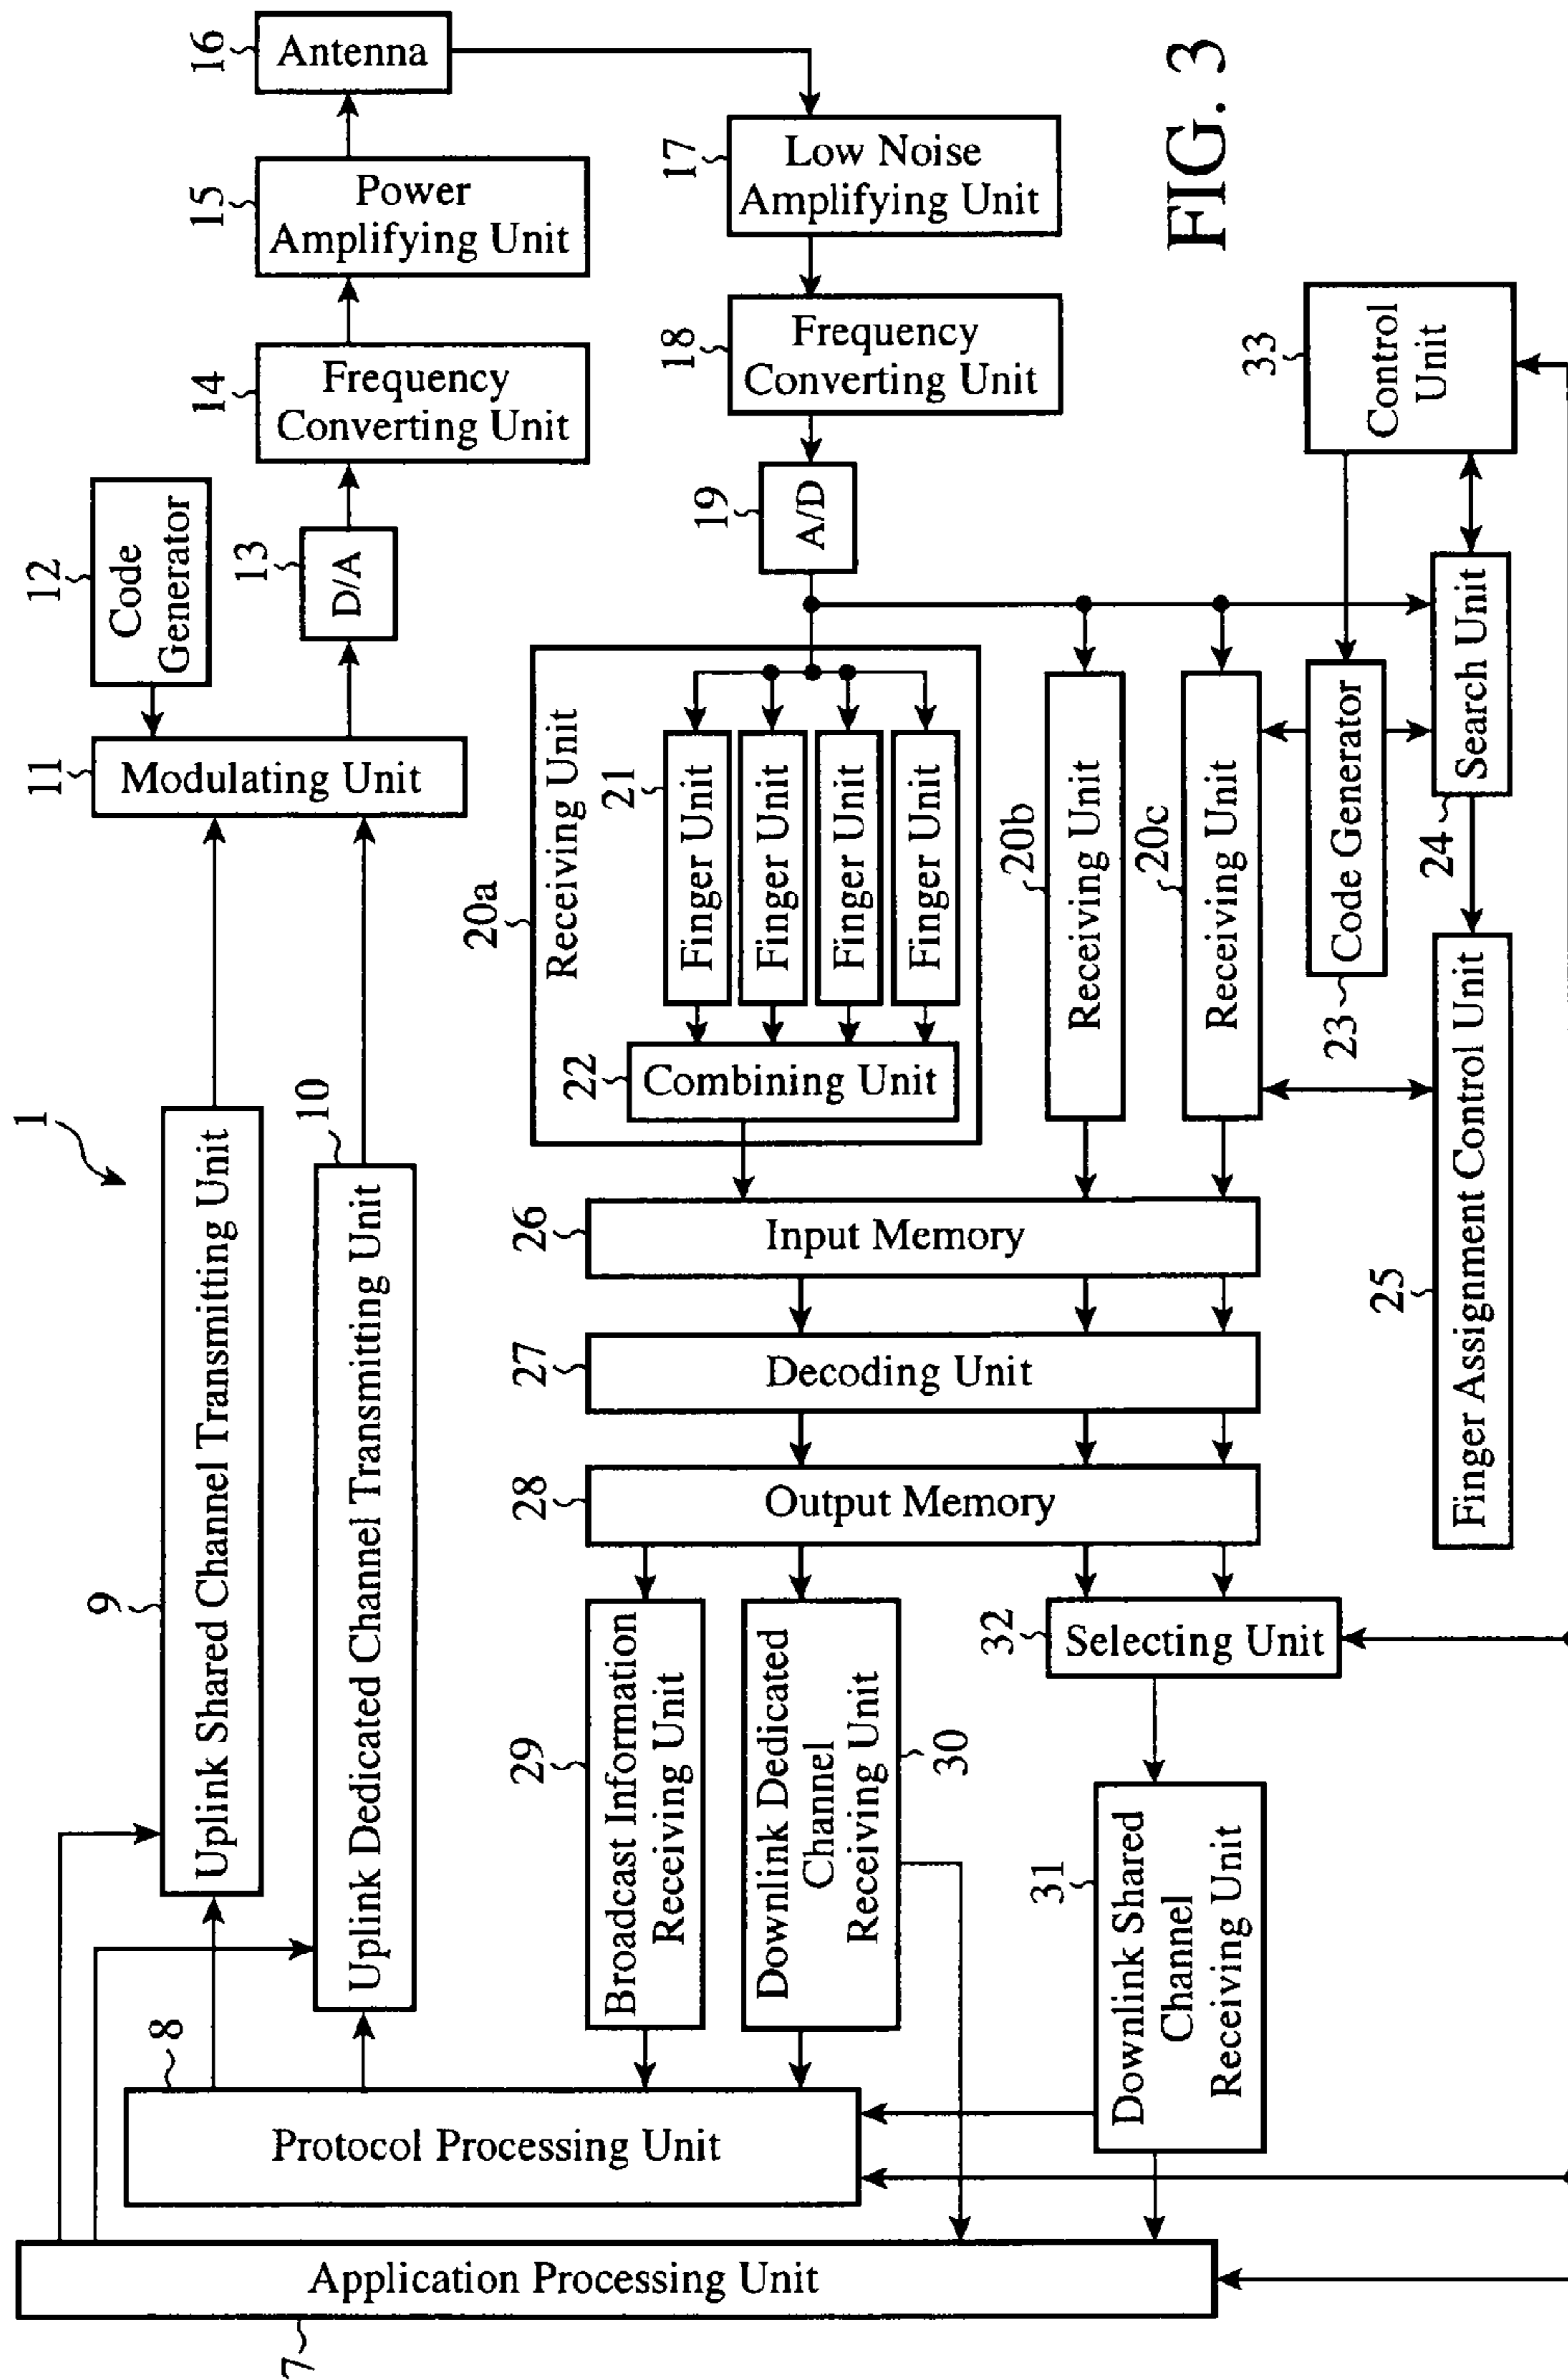 1
16
Antenna
15
Power
Amplifying Unit
14
Frequency
Converting Unit
12
Code
Generator
13
D/A
11
Modulating Unit
9
Uplink Shared Channel Transmitting Unit
10
Uplink Dedicated Channel Transmitting Unit
8
Protocol Processing Unit
7
Application Processing Unit
17
Low Noise
Amplifying Unit
18
Frequency
Converting Unit
19
A/D
20a
Receiving Unit
21
Finger Unit
Finger Unit
Finger Unit
Finger Unit
22
Combining Unit
20b
Receiving Unit
20c
Receiving Unit
23
Code Generator
24
Search Unit
33
Control
Unit
25
Finger Assignment Control Unit
26
Input Memory
27
Decoding Unit
28
Output Memory
29
Broadcast Information
Receiving Unit
30
Downlink Dedicated
Channel
Receiving Unit
32
Selecting Unit
31
Downlink Shared
Channel
Receiving Unit
FIG. 3